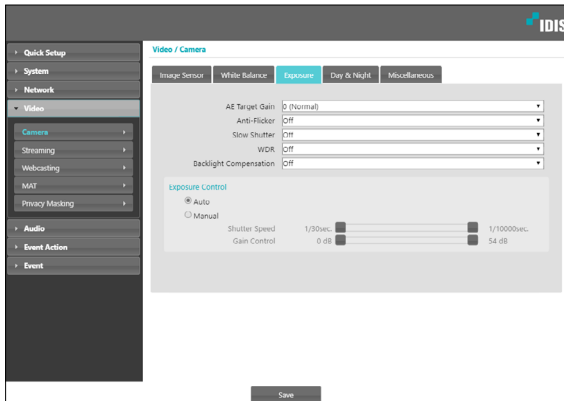 IDIS
Quick Setup
System
Network
Video
Camera
Streaming
Webcasting
MAT
Privacy Masking
Audio
Event Action
Event
Video / Camera
Image Sensor White Balance Exposure Day & Night Miscellaneous
AE Target Gain 0 (Normal)
Anti-Flicker Off
Slow Shutter Off
WDR Off
Backlight Compensation Off
Exposure Control
Auto
Manual
Shutter Speed 1/30sec. 1/10000sec.
Gain Control 0 dB 54 dB
Save